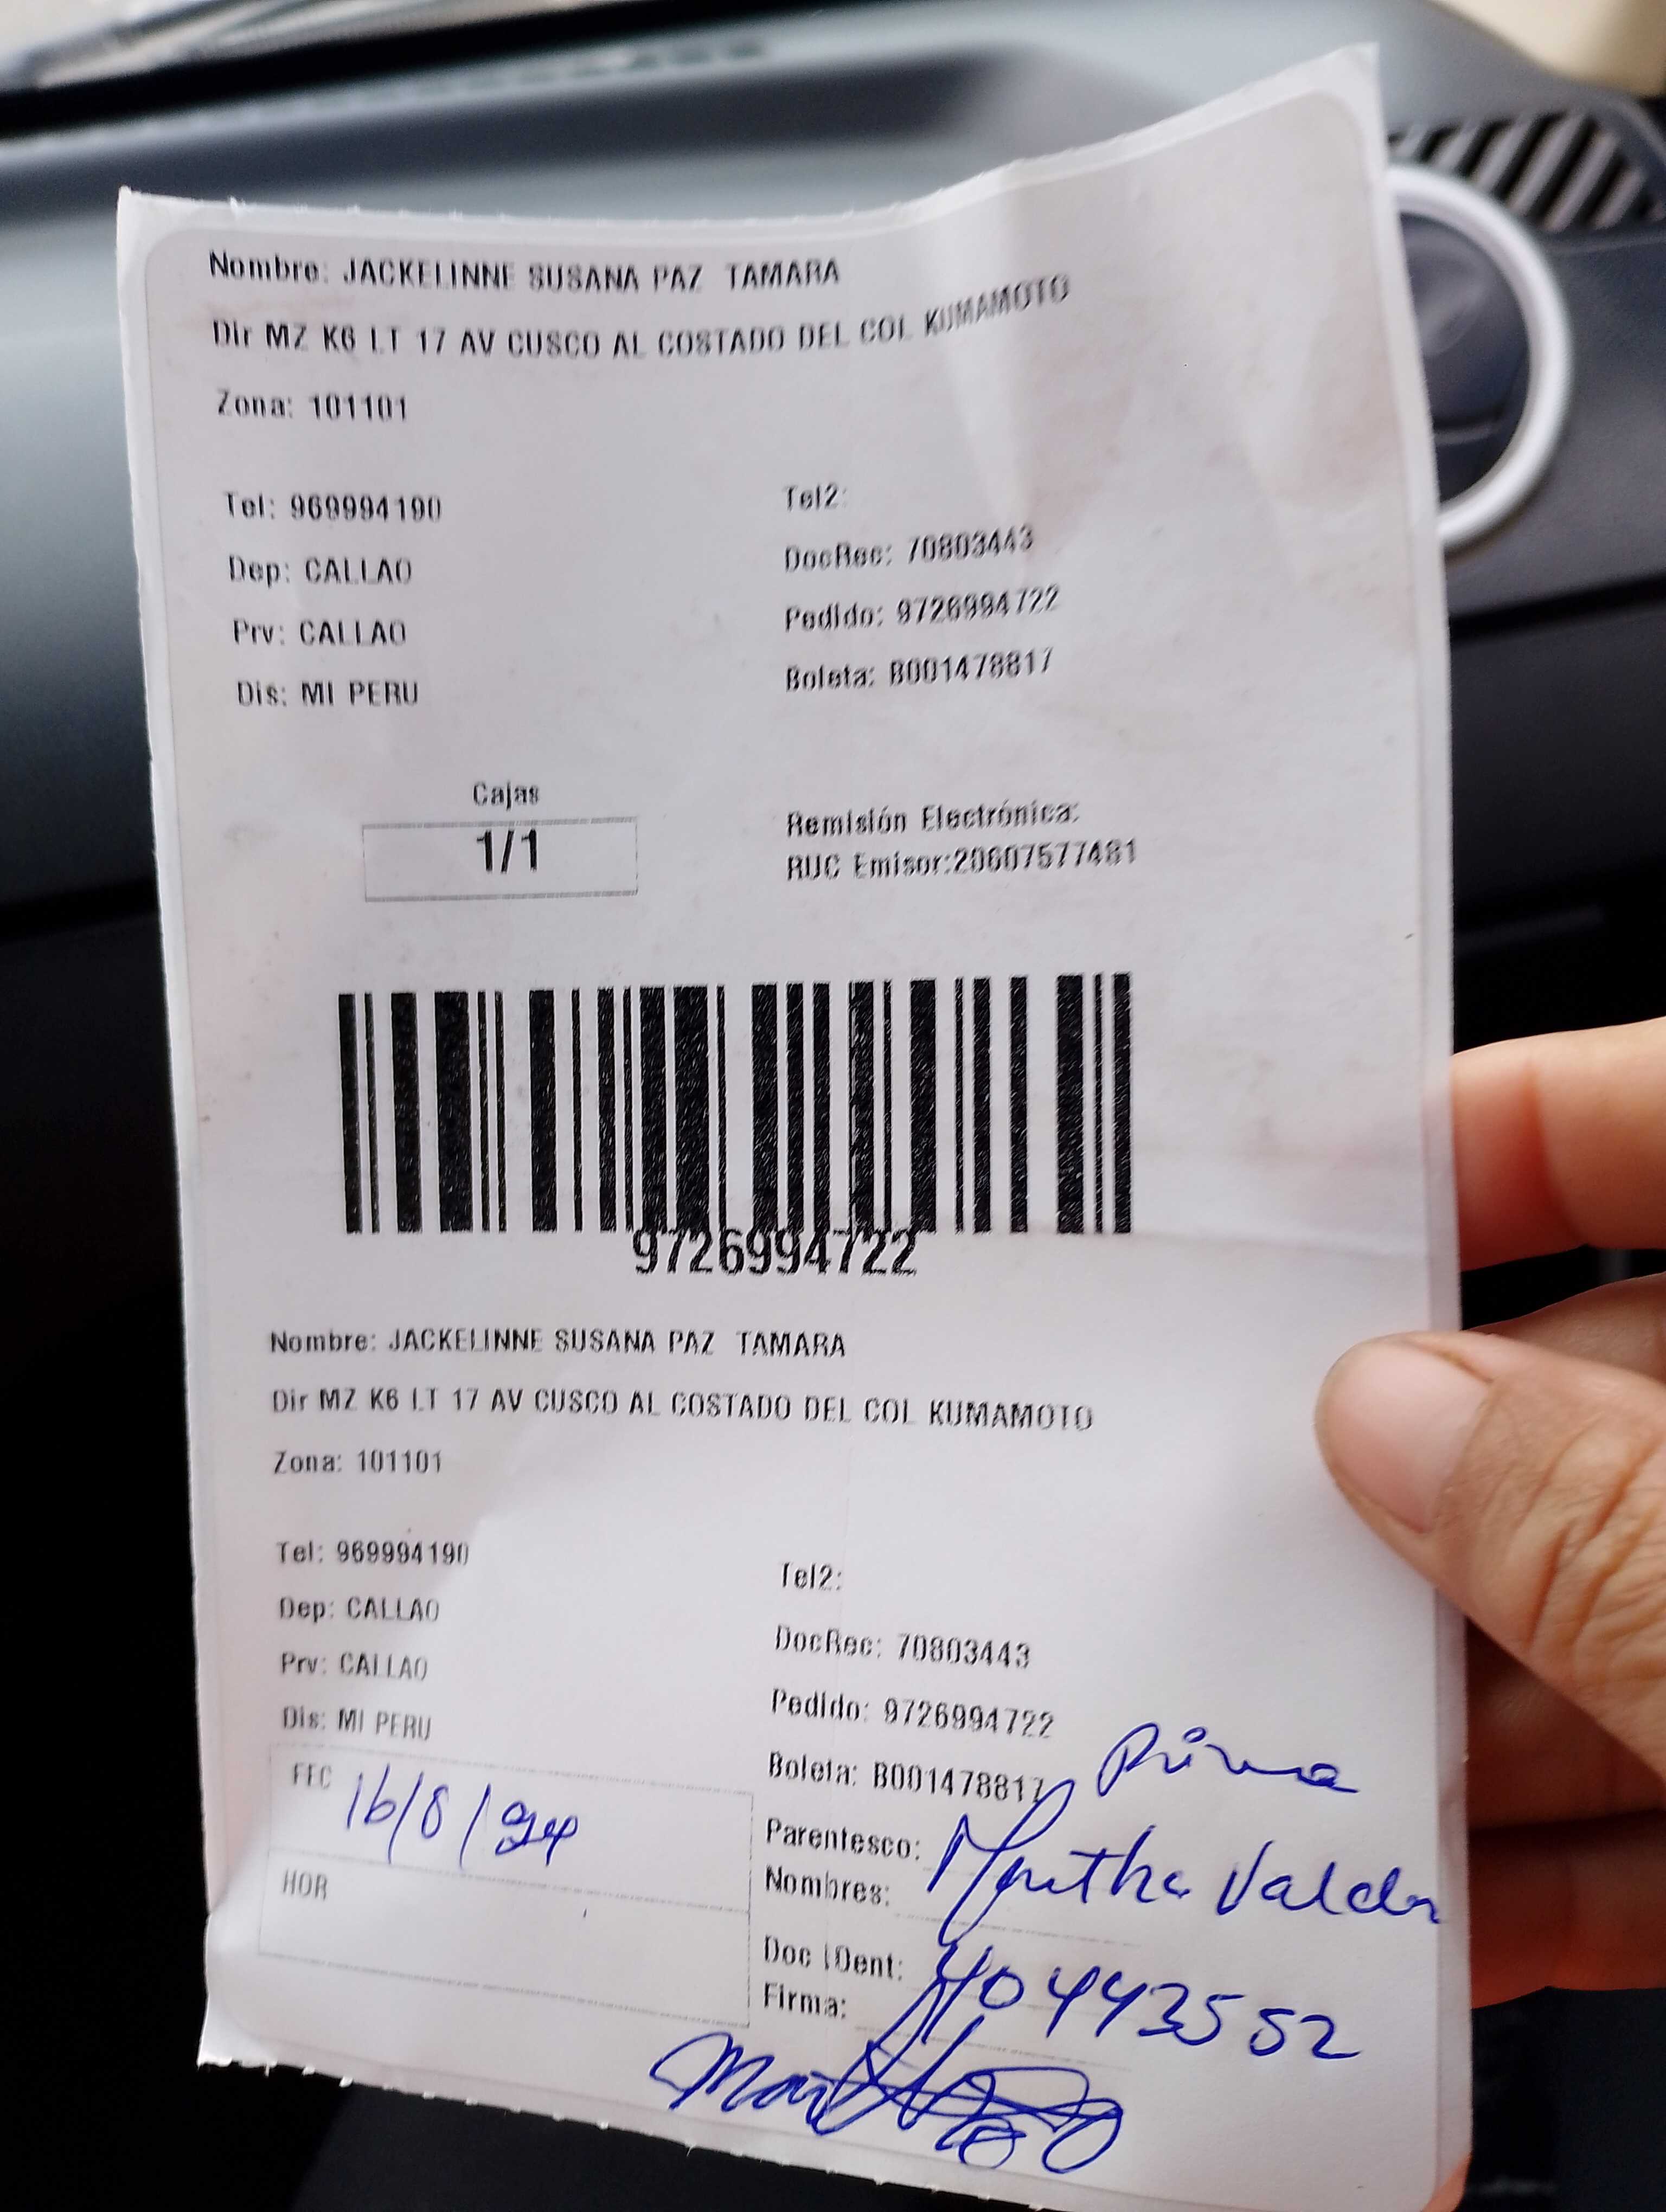 Nombre: JACKELINNE SUSANA PAZ TAMARA
Dir MZ K6 LT 17 AV CUSCO AL COSTADO DEL COL KUMAMOTO
Zona: 101101
Tel: 969994190
Tel2:
Dep: CALLAO
DocRec: 70803443
Prv: CALLAO
Pedido: 9726994722
Dis: MI PERU
Boleta: B001478817
Cajas
1/1
Remisión Electrónica:
RUC Emisor:20607577481
9726994722
Nombre: JACKELINNE SUSANA PAZ TAMARA
Dir MZ K6 LT 17 AV CUSCO AL COSTADO DEL COL KUMAMOTO
Zona: 101101
Tel: 969994190
Tel2:
Dep: CALLAO
DocRec: 70803443
Prv: CALLAO
Pedido: 9726994722
Dis: MI PERU
Boleta: B001478817
FEC 16/8/24
HOR
Parentesco: Prima
Nombres: Martha
Doc IDent: 40443552
Firma: